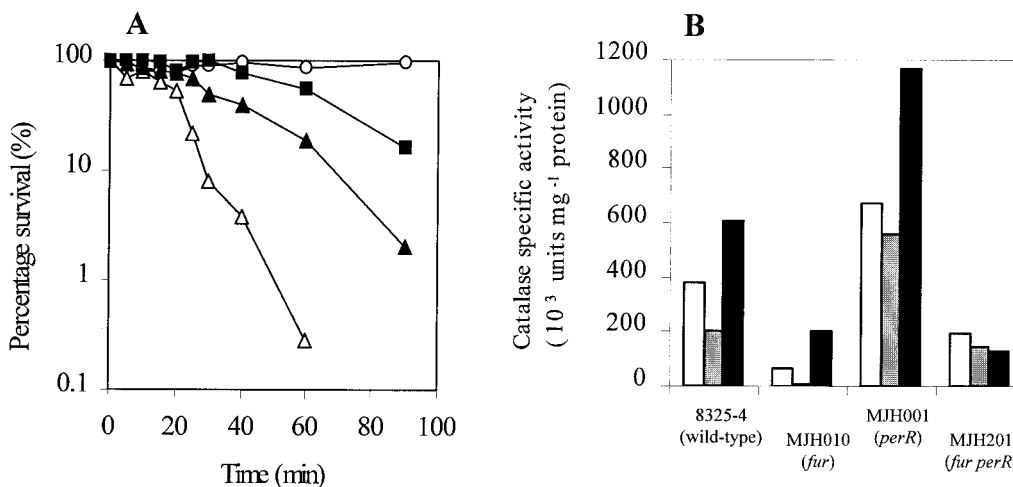 A
Percentage survival (%)
100
10
1
0.1
0 20 40 60 80 100
Time (min)
B
Catalase specific activity
(10³ units mg⁻¹ protein)
1200
1000
800
600
400
200
0
8325-4
(wild-type)
MJH010
(fur)
MJH001
(perR)
MJH201
(fur perR